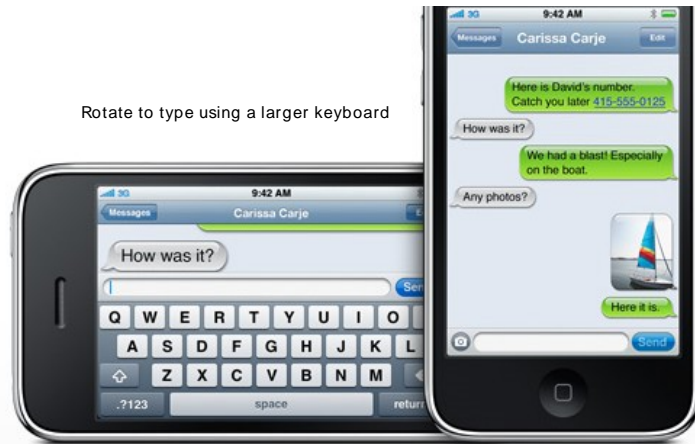 Rotate to type using a larger keyboard
3G 9:42 AM
Messages Carissa Carje
How was it?
Q W E R T Y U I O
A S D F G H J K L
Z X C V B N M
.?123 space return
3G 9:42 AM
Messages Carissa Carje Edit
Here is David's number.
Catch you later 415-555-0125
How was it?
We had a blast! Especially
on the boat.
Any photos?
Here it is.
Send